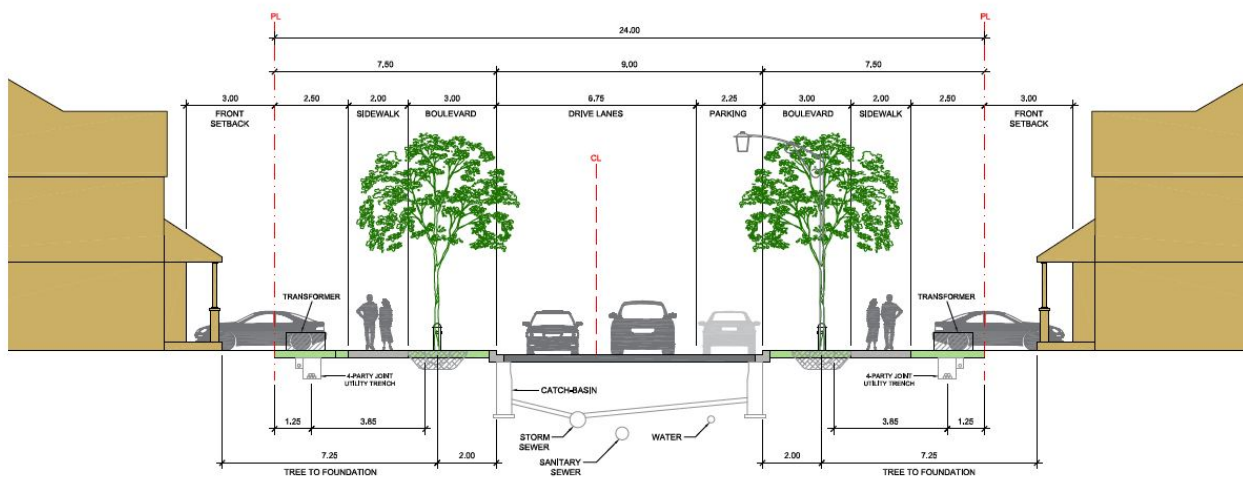 PL PL
24.00
7.50 9.00 7.50
3.00 2.50 2.00 3.00 6.75 2.25 3.00 2.00 2.50 3.00
FRONT SETBACK
SIDEWALK
BOULEVARD
DRIVE LANES
PARKING
BOULEVARD
SIDEWALK
FRONT SETBACK
CL
TRANSFORMER
TRANSFORMER
4-PARTY JOINT
UTILITY TRENCH
CATCH-BASIN
4-PARTY JOINT
UTILITY TRENCH
STORM
SEWER
SANITARY
SEWER
WATER
1.25 3.85 3.85 1.25
7.25 2.00 2.00 7.25
TREE TO FOUNDATION TREE TO FOUNDATION